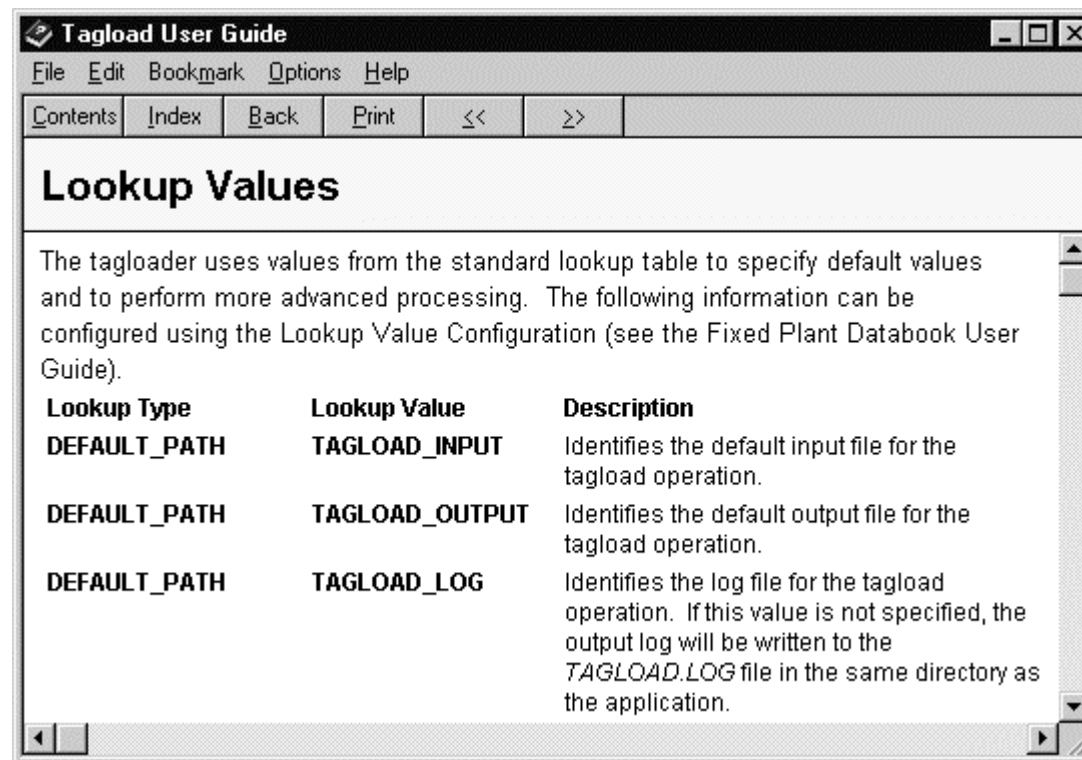 Tagload User Guide
File Edit Bookmark Options Help
Contents Index Back Print << >>
Lookup Values
The tagloader uses values from the standard lookup table to specify default values
and to perform more advanced processing. The following information can be
configured using the Lookup Value Configuration (see the Fixed Plant Databook User
Guide).
Lookup Type Lookup Value Description
DEFAULT_PATH TAGLOAD_INPUT Identifies the default input file for the
tagload operation.
DEFAULT_PATH TAGLOAD_OUTPUT Identifies the default output file for the
tagload operation.
DEFAULT_PATH TAGLOAD_LOG Identifies the log file for the tagload
operation. If this value is not specified, the
output log will be written to the
TAGLOAD.LOG file in the same directory as
the application.